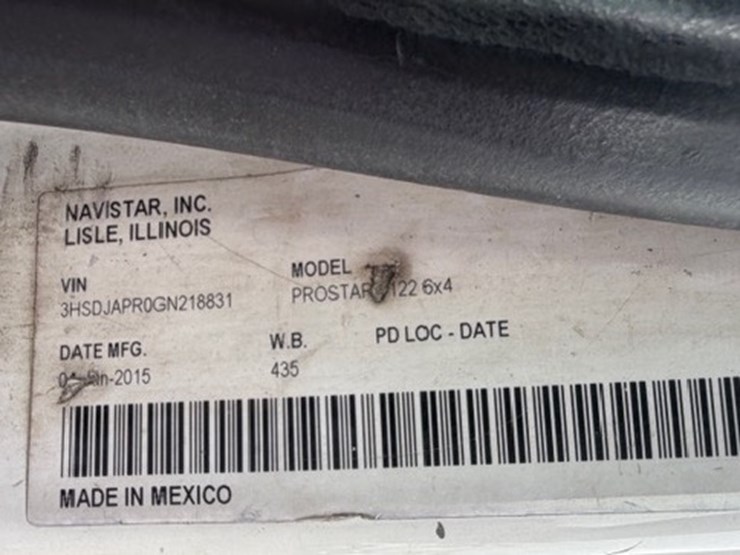 NAVISTAR, INC.
LISLE, ILLINOIS
VIN
3HSDJAPR0GN218831
MODEL
PROSTAR 122 6x4
DATE MFG.
W.B.
435
PD LOC - DATE
MADE IN MEXICO